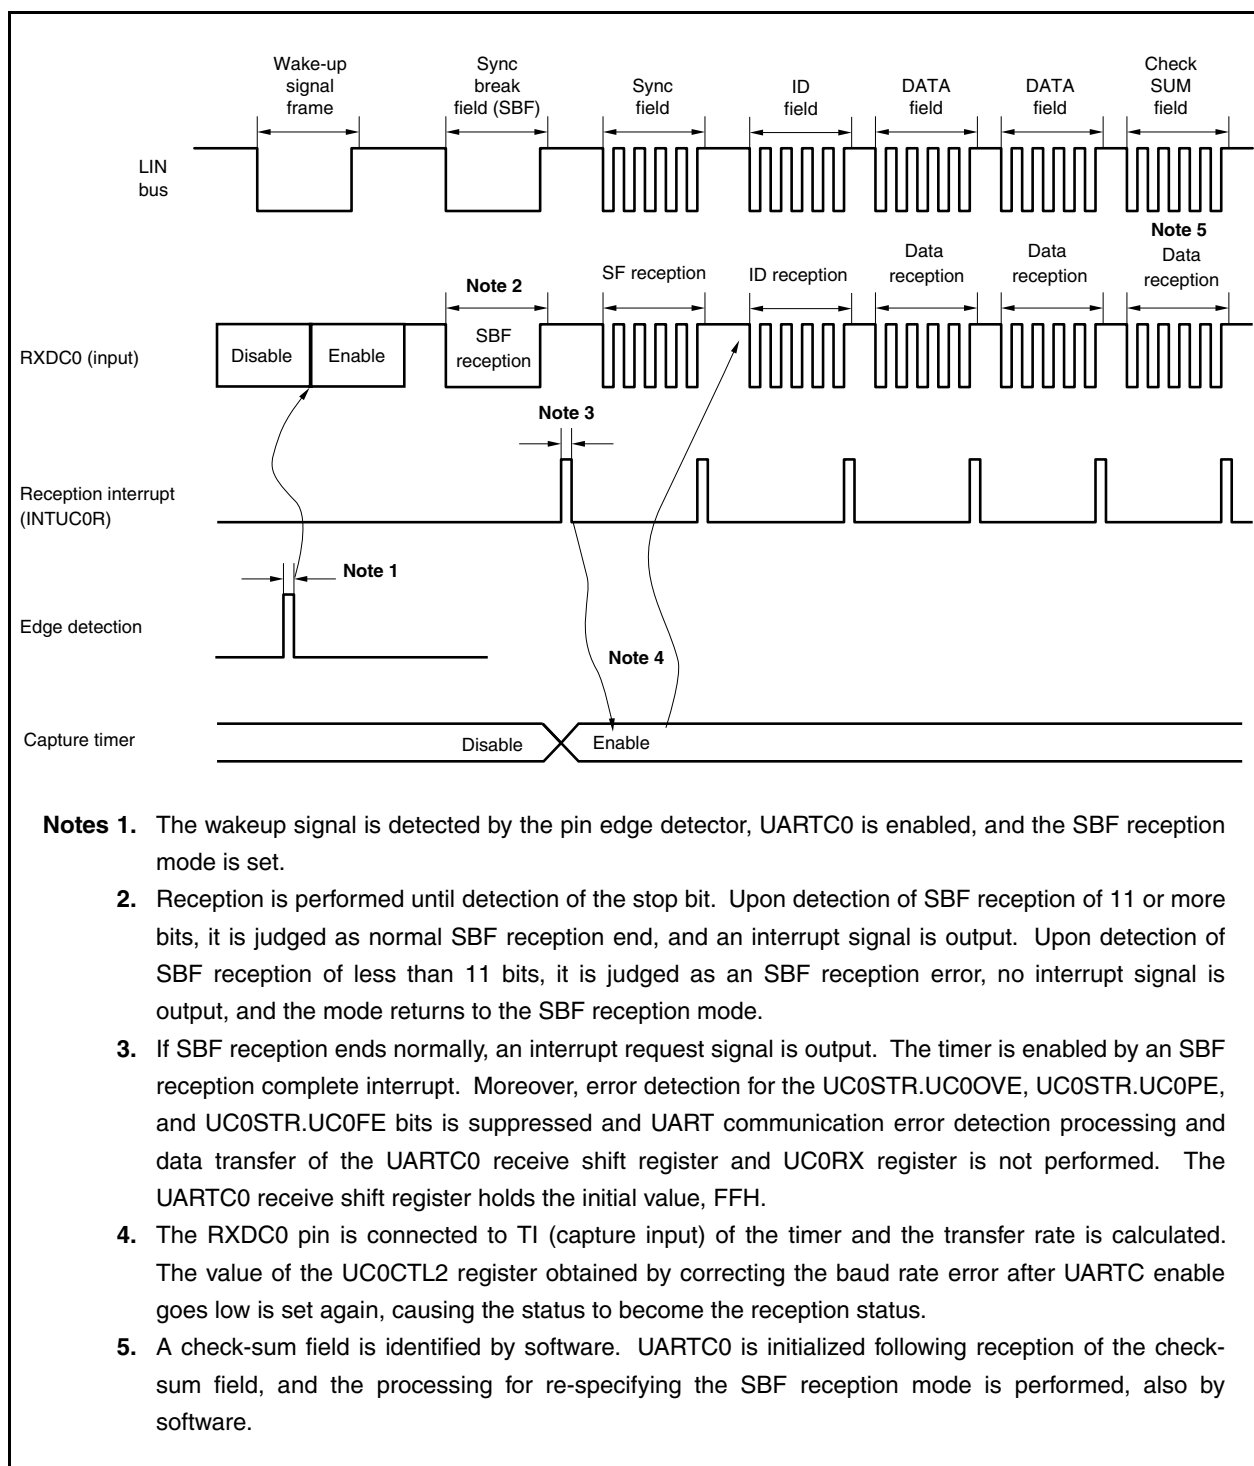 Wake-up
signal
frame
Sync
break
field (SBF)
Sync
field
ID
field
DATA
field
DATA
field
Check
SUM
field
LIN
bus
Note 5
Note 2
SF reception
ID reception
Data
reception
Data
reception
Data
reception
RXDC0 (input)
Disable
Enable
SBF
reception
Note 3
Reception interrupt
(INTUC0R)
Note 1
Edge detection
Note 4
Capture timer
Disable
Enable
Notes 1. The wakeup signal is detected by the pin edge detector, UARTC0 is enabled, and the SBF reception
mode is set.
2. Reception is performed until detection of the stop bit. Upon detection of SBF reception of 11 or more
bits, it is judged as normal SBF reception end, and an interrupt signal is output. Upon detection of
SBF reception of less than 11 bits, it is judged as an SBF reception error, no interrupt signal is
output, and the mode returns to the SBF reception mode.
3. If SBF reception ends normally, an interrupt request signal is output. The timer is enabled by an SBF
reception complete interrupt. Moreover, error detection for the UC0STR.UC0OVE, UC0STR.UC0PE,
and UC0STR.UC0FE bits is suppressed and UART communication error detection processing and
data transfer of the UARTC0 receive shift register and UC0RX register is not performed. The
UARTC0 receive shift register holds the initial value, FFH.
4. The RXDC0 pin is connected to TI (capture input) of the timer and the transfer rate is calculated.
The value of the UC0CTL2 register obtained by correcting the baud rate error after UARTC enable
goes low is set again, causing the status to become the reception status.
5. A check-sum field is identified by software. UARTC0 is initialized following reception of the check-
sum field, and the processing for re-specifying the SBF reception mode is performed, also by
software.